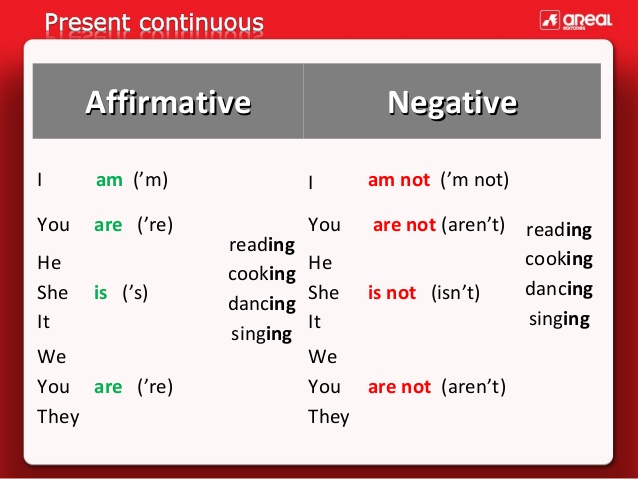 Present continuous
AREAL
EDITORES
Affirmative Negative
I am ('m)
You are ('re)
He
She is ('s)
It
We
You are ('re)
They
reading
cooking
dancing
singing
I am not ('m not)
You are not (aren't)
He
She is not (isn't)
It
We
You are not (aren't)
They
reading
cooking
dancing
singing